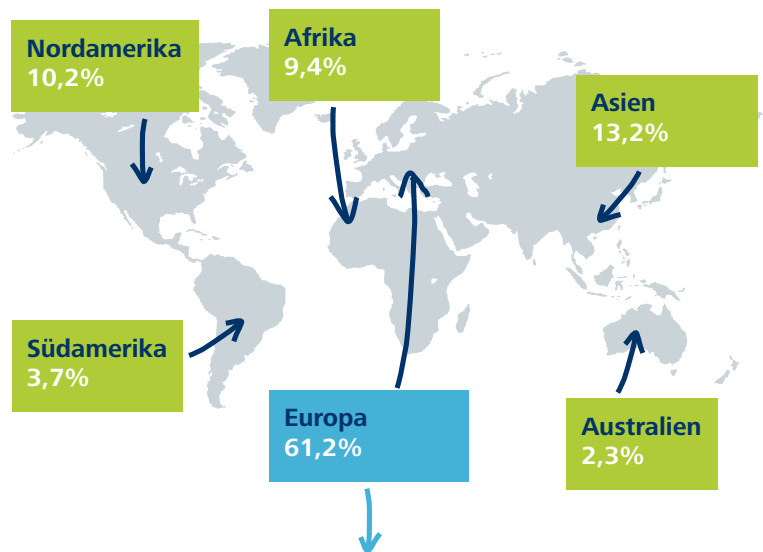 Nordamerika
10,2%
Afrika
9,4%
Asien
13,2%
Südamerika
3,7%
Europa
61,2%
Australien
2,3%